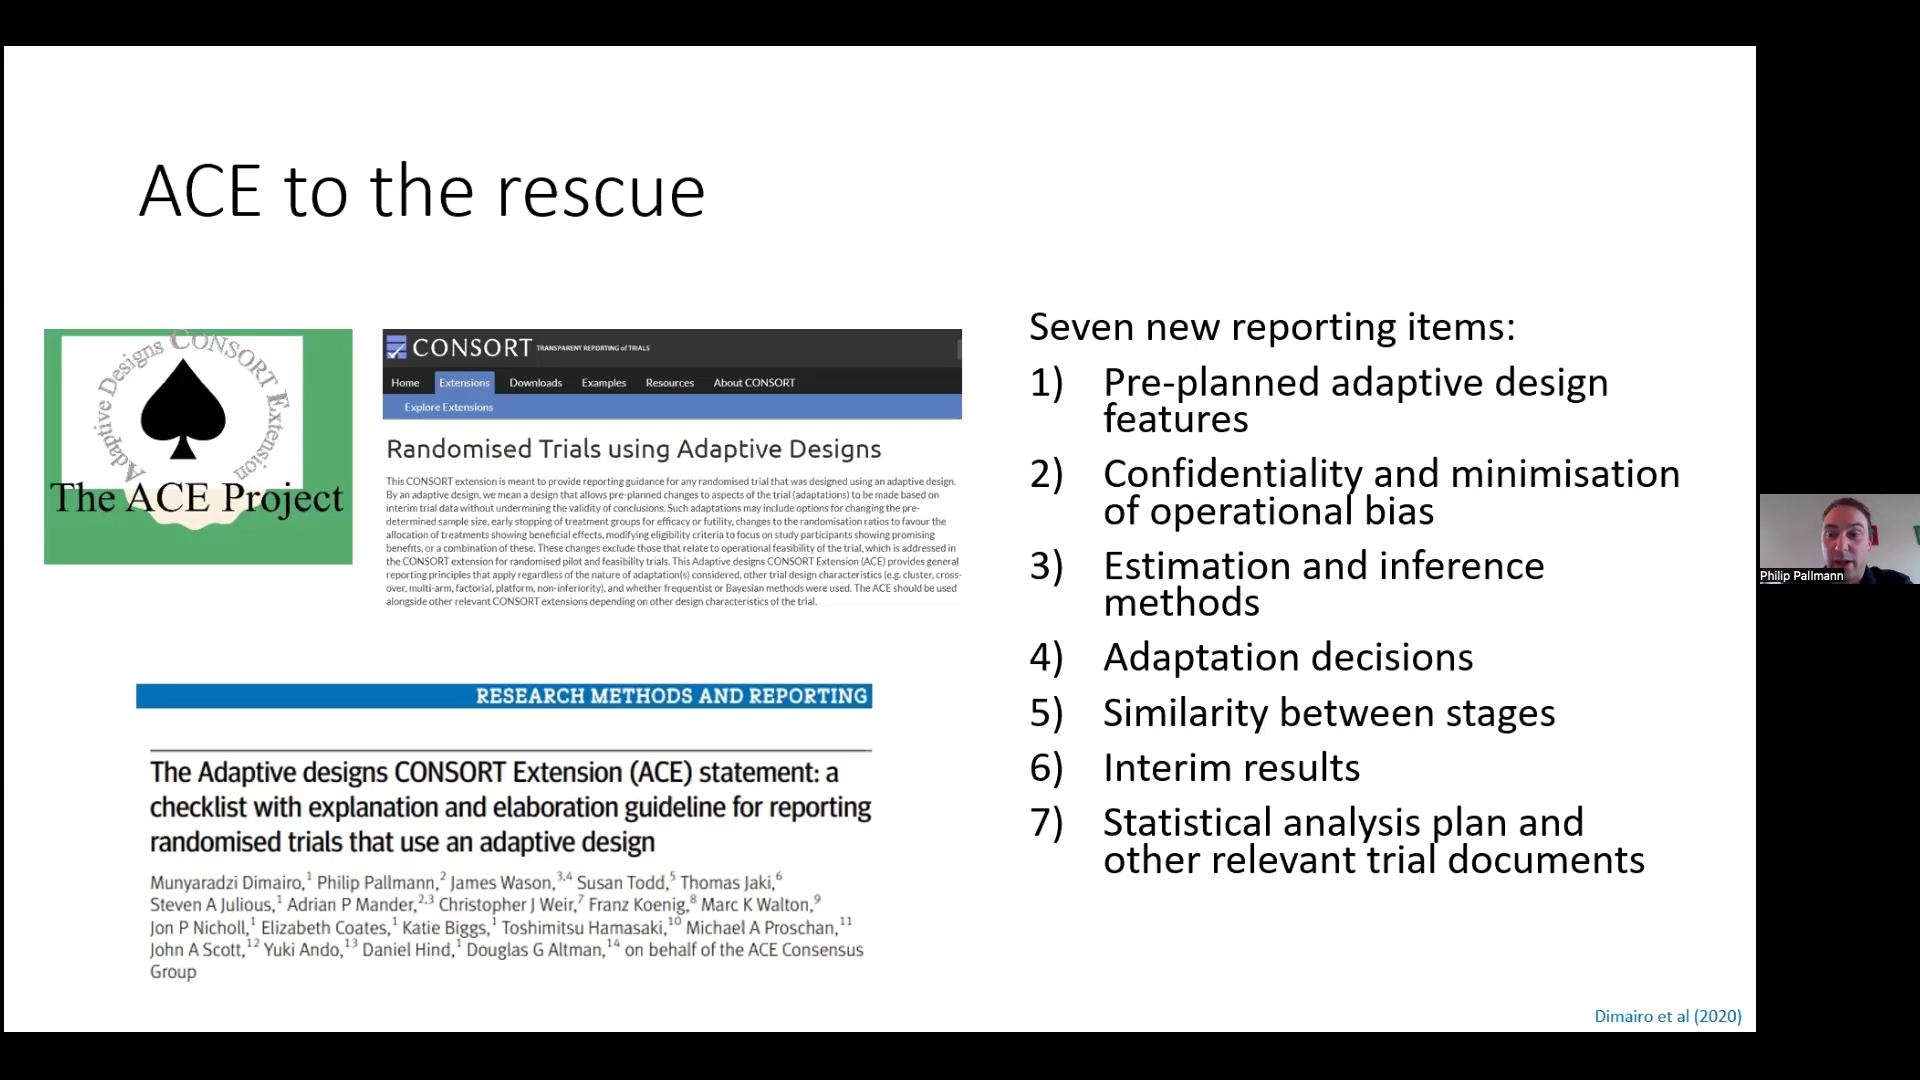 ACE to the rescue
Adaptive Designs CONSORT Extension
The ACE Project
CONSORT TRANSPARENT REPORTING of TRIALS
Home Extensions Downloads Examples Resources About CONSORT
Explore Extensions
Randomised Trials using Adaptive Designs
This CONSORT extension is meant to provide reporting guidance for any randomised trial that was designed using an adaptive design.
By an adaptive design, we mean a design that allows pre-planned changes to aspects of the trial (adaptations) to be made based on
interim trial data without undermining the validity of conclusions. Such adaptations may include options for changing the pre-
determined sample size, early stopping of treatment groups for efficacy or futility, changes to the randomisation ratios to favour the
allocation of treatments showing beneficial effects, modifying eligibility criteria to focus on study participants showing promising
benefits, or a combination of these. These changes exclude those that relate to operational feasibility of the trial, which is addressed in
the CONSORT extension for randomised pilot and feasibility trials. This Adaptive designs CONSORT Extension (ACE) provides general
reporting principles that apply regardless of the nature of adaptation(s) considered, other trial design characteristics (e.g. cluster, cross-
over, multi-arm, factorial, platform, non-inferiority), and whether frequentist or Bayesian methods were used. The ACE should be used
alongside other relevant CONSORT extensions depending on other design characteristics of the trial.
RESEARCH METHODS AND REPORTING
The Adaptive designs CONSORT Extension (ACE) statement: a
checklist with explanation and elaboration guideline for reporting
randomised trials that use an adaptive design
Munyaradzi Dimairo,1 Philip Pallmann,2 James Wason,3,4 Susan Todd,5 Thomas Jaki,6
Steven A Julious,1 Adrian P Mander,2,3 Christopher J Weir,7 Franz Koenig,8 Marc K Walton,9
Jon P Nicholl,1 Elizabeth Coates,1 Katie Biggs,1 Toshimitsu Hamasaki,10 Michael A Proschan,11
John A Scott,12 Yuki Ando,13 Daniel Hind,1 Douglas G Altman,14 on behalf of the ACE Consensus
Group
Seven new reporting items:
1) Pre-planned adaptive design
features
2) Confidentiality and minimisation
of operational bias
3) Estimation and inference
methods
4) Adaptation decisions
5) Similarity between stages
6) Interim results
7) Statistical analysis plan and
other relevant trial documents
Dimairo et al (2020)
Philip Pallmann